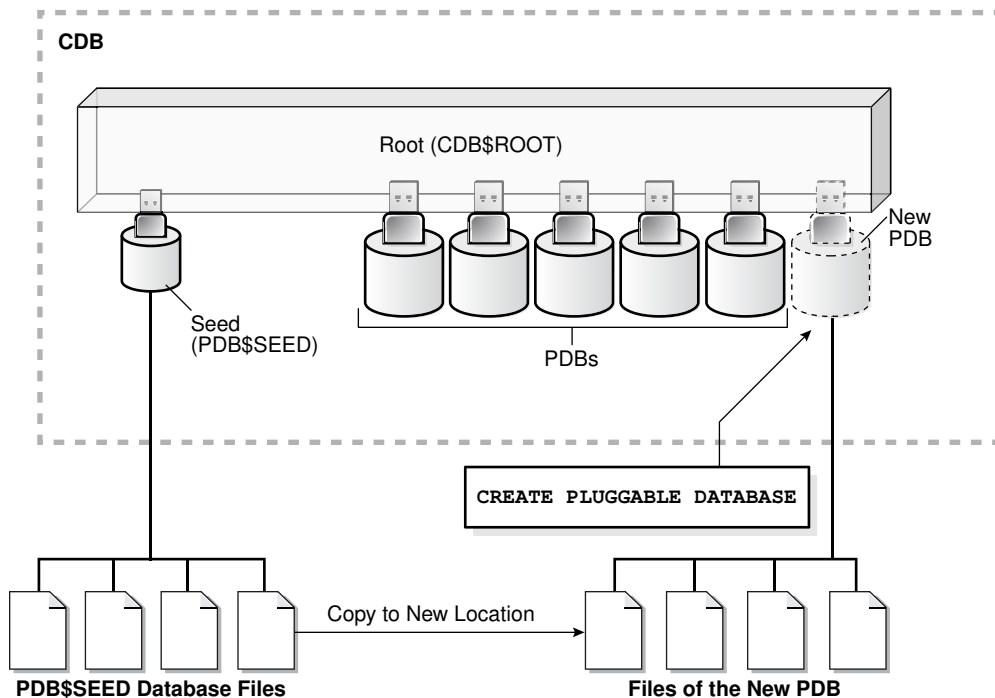 CDB
Root (CDB$ROOT)
New
PDB
Seed
(PDB$SEED)
PDBs
CREATE PLUGGABLE DATABASE
Copy to New Location
PDB$SEED Database Files
Files of the New PDB